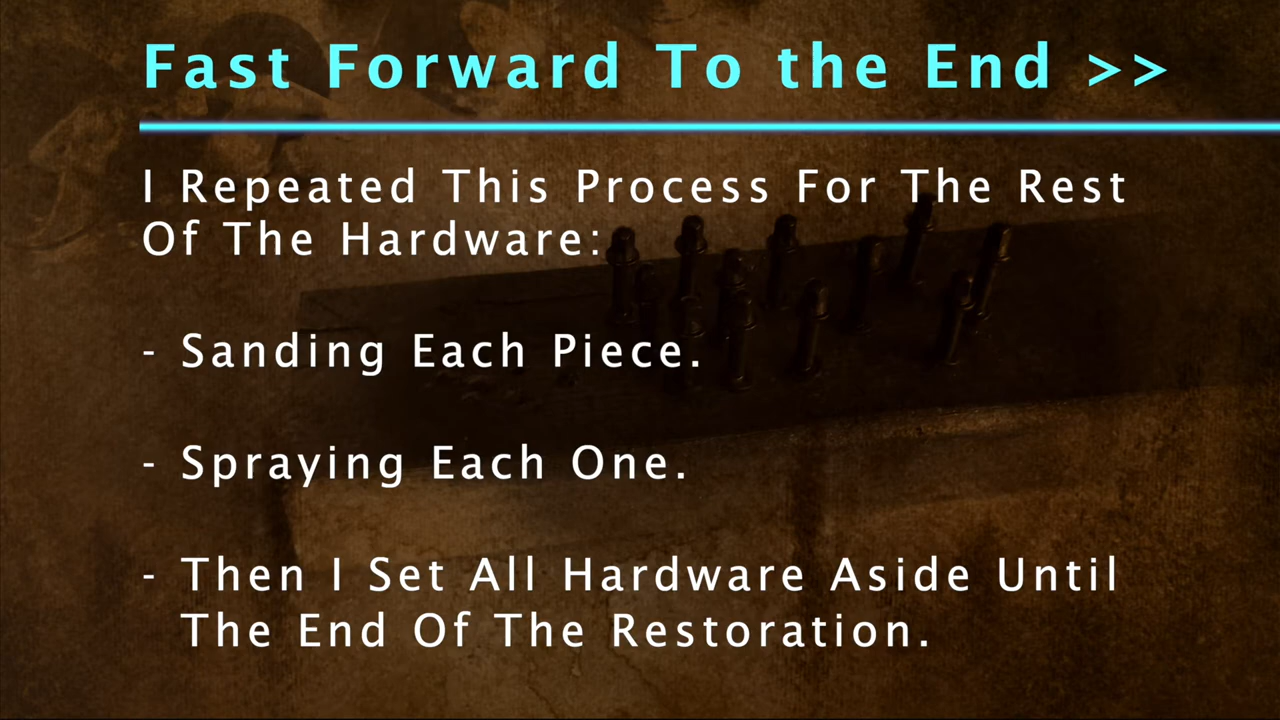 Fast Forward To the End >>
I Repeated This Process For The Rest
Of The Hardware:
- Sanding Each Piece.
- Spraying Each One.
- Then I Set All Hardware Aside Until
The End Of The Restoration.